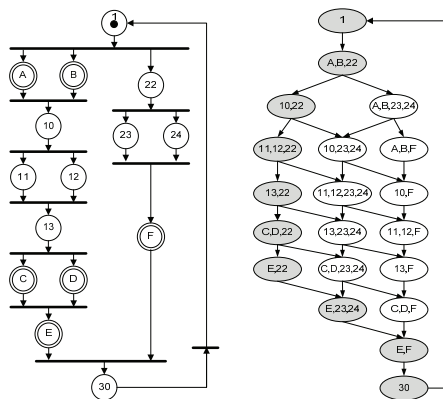 1
A B
22
10
23 24
11 12
13
F
C D
E
30
1
A,B,22
10,22 A,B,23,24
11,12,22 10,23,24 A,B,F
13,22 11,12,23,24 10,F
C,D,22 13,23,24 11,12,F
E,22 C,D,23,24 13,F
E,23,24 C,D,F
E,F
30